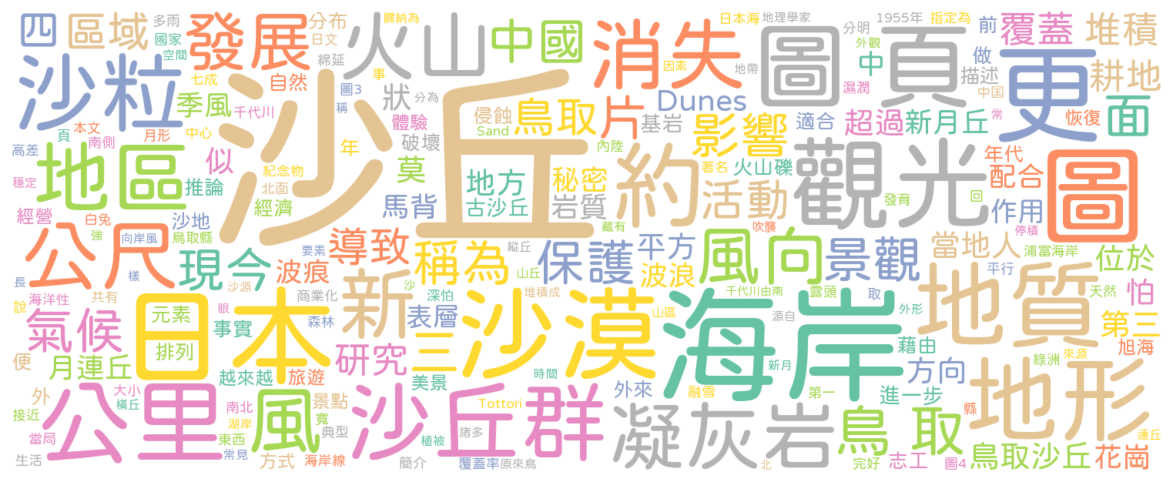 沙丘
海岸
圖
日本
沙漠
地形
地質
更
約
觀光
圖
頁
火山
消失
發展
沙粒
地區
公尺
公里
沙丘群
凝灰岩
風
新
風向
中國
現今
導致
稱為
保護
景觀
影響
鳥取
片
活動
氣候
研究
三
鳥 取
鳥取沙丘
花崗
志工
覆蓋
堆積
耕地
面
超過
新月丘
Dunes
四
區域
季風
狀
似
莫
馬背
地方
古沙丘
秘密
岩質
基岩
侵蝕
Sand
體驗
破壞
年
自然
分布
日文
綿延
歸納為
事
圖3
稱
分為
多雨
國家
空間
七成
千代川
本文
頁
南側
月形
中心
高差
穩定
推論
紀念物
北面
經濟
經營
白兔
強
向岸風
沙地
鳥取縣
長
樣
要素
沙源
波痕
波浪
平方
表層
深怕
堆積成
縱丘
山丘
沙
藏有
吹襲
火山礫
著名
內陸
因素
地帶
日本海
地理學家
1955年
指定為
分明
外觀
中
濕潤
適合
描述
中国
前
做
恢復
常
年代
配合
作用
發育
回
停積
當地人
浦富海岸
位於
平行
天然
怕
第三
旭海
綠洲
來源
藉由
方向
進一步
縣
連丘
外形
取
露頭
源自
千代川由南
山區
新月
融雪
第一
外來
美景
時間
Tottori
諸多
植被
覆蓋率
原來鳥
簡介
常見
海岸線
方式
典型
景點
寬
旅遊
森林
商業化
眼
事實
元素
排列
越來越
共有
海洋性
說
月連丘
便
外
大小
橫丘
南北
湖岸
東西
接近
當局
生活
北
完好
圖4